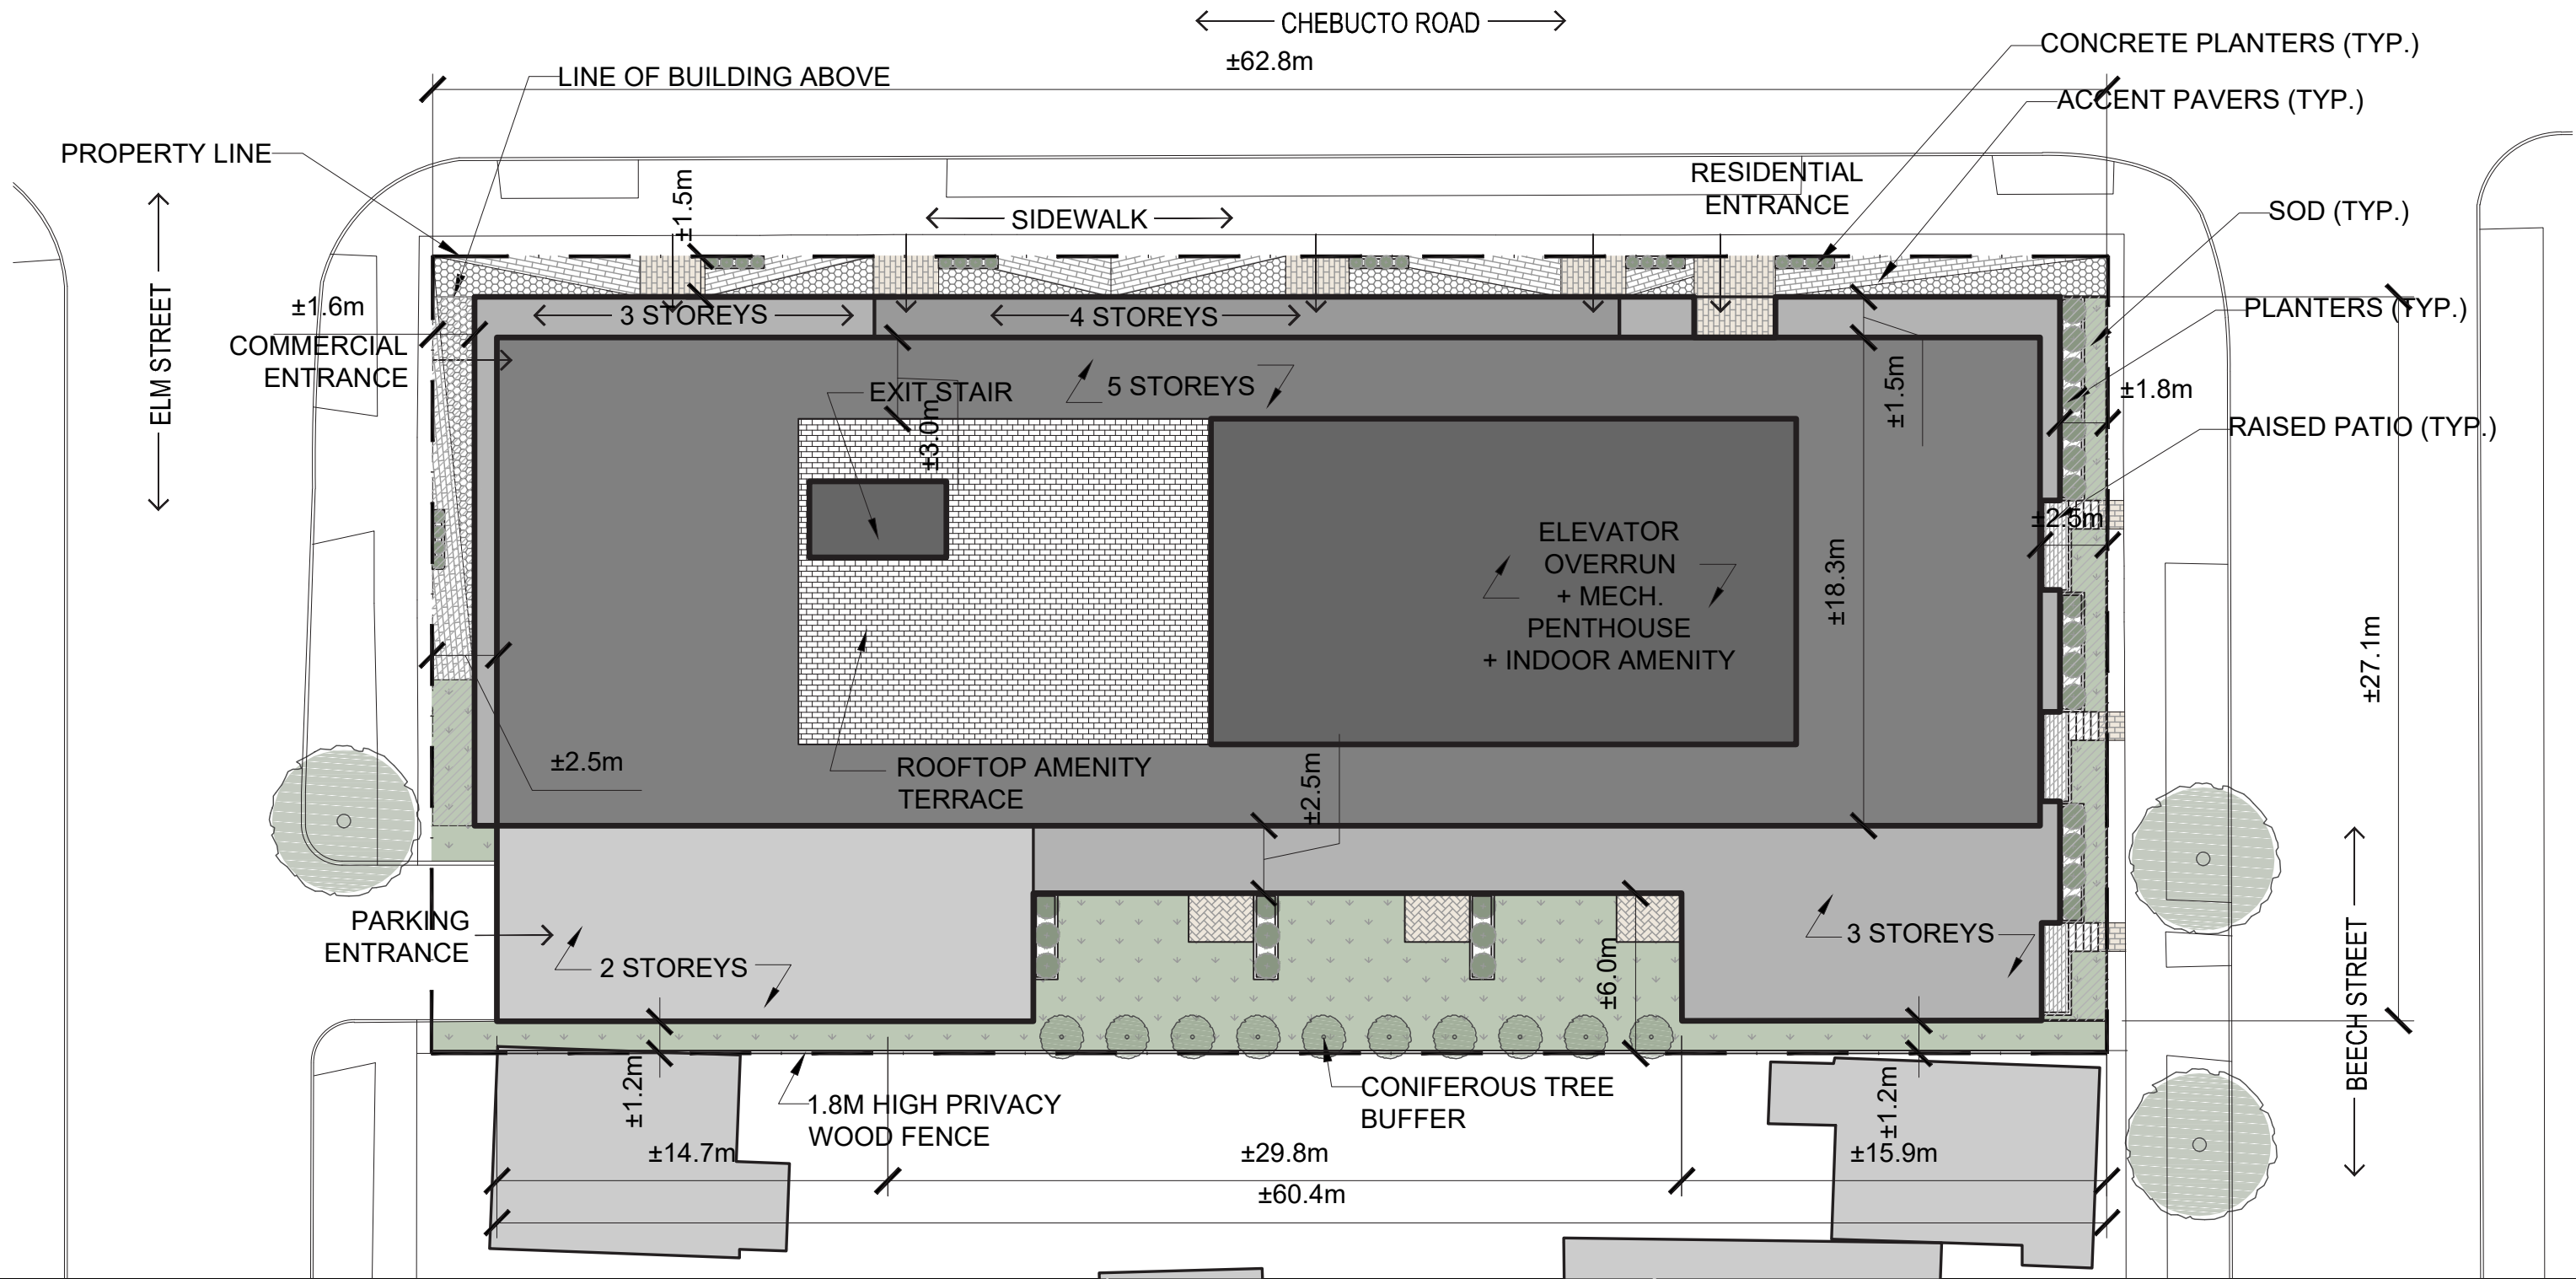 CHEBUCTO ROAD
±62.8m
CONCRETE PLANTERS (TYP.)
LINE OF BUILDING ABOVE
ACCENT PAVERS (TYP.)
PROPERTY LINE
RESIDENTIAL
ENTRANCE
±1.5m
SIDEWALK
SOD (TYP.)
±1.6m
3 STOREYS
4 STOREYS
PLANTERS (TYP.)
ELM STREET
COMMERCIAL
ENTRANCE
EXIT STAIR
5 STOREYS
±1.5m
±1.8m
±3.0m
RAISED PATIO (TYP.)
±2.5m
ELEVATOR
OVERRUN
+ MECH.
PENTHOUSE
+ INDOOR AMENITY
±18.3m
±27.1m
±2.5m
ROOFTOP AMENITY
TERRACE
±2.5m
PARKING
ENTRANCE
2 STOREYS
3 STOREYS
±6.0m
BEECH STREET
±1.2m
1.8M HIGH PRIVACY
WOOD FENCE
CONIFEROUS TREE
BUFFER
±1.2m
±14.7m
±29.8m
±15.9m
±60.4m